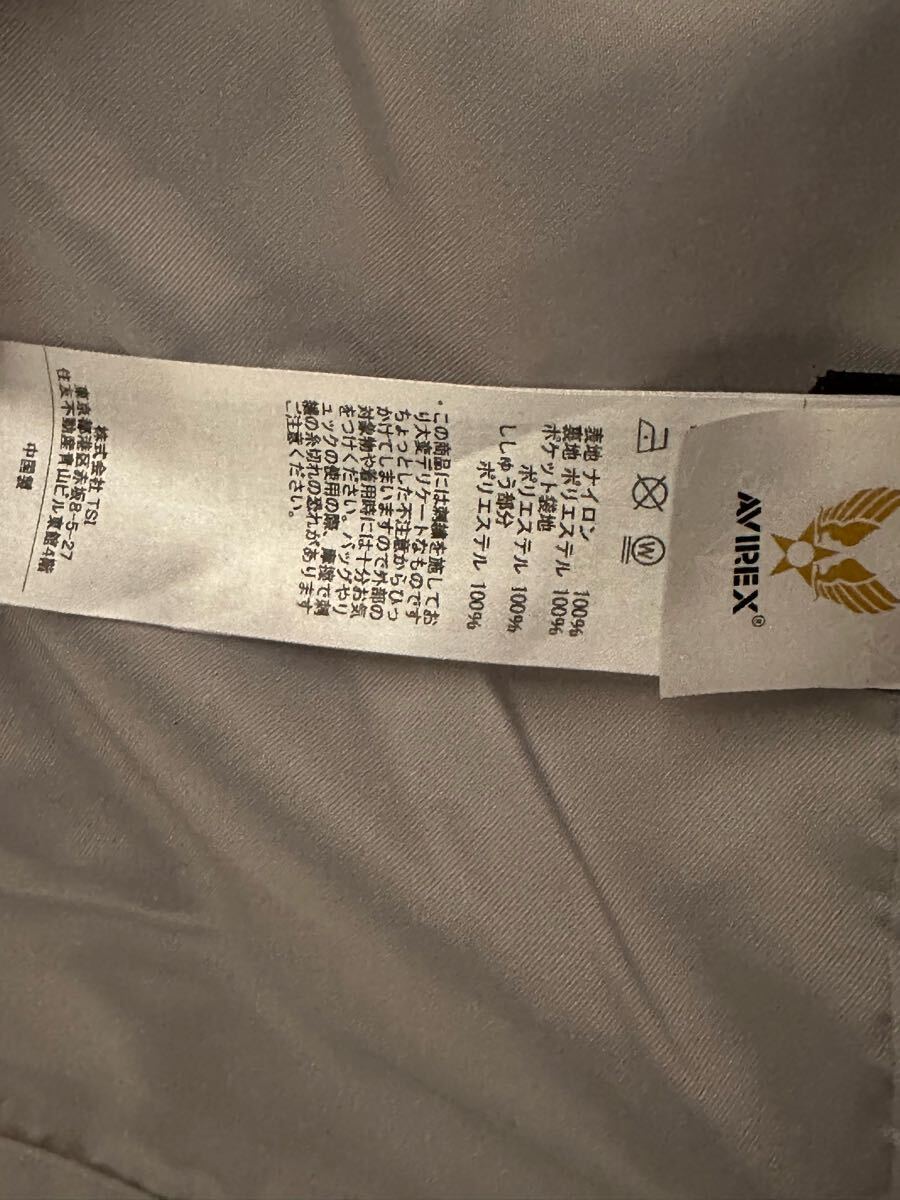 AVIREX®
W
表地 ナイロン 100%
裏地 ポリエステル 100%
ポケット袋地
ポリエステル 100%
ししゅう部分
ポリエステル 100%
・この商品には刺繍を施してお
り大変デリケートなものです
ちょっとした不注意からひっ
かけてしまいますので外部の
対象物や着用時には十分お気
をつけください。バッグやリ
ュックの使用の際、摩擦で刺
繍の糸切れの恐れがあります
ご注意ください。
株式会社 TSI
東京都港区赤坂8-5-27
住友不動産青山ビル東館4階
中国製